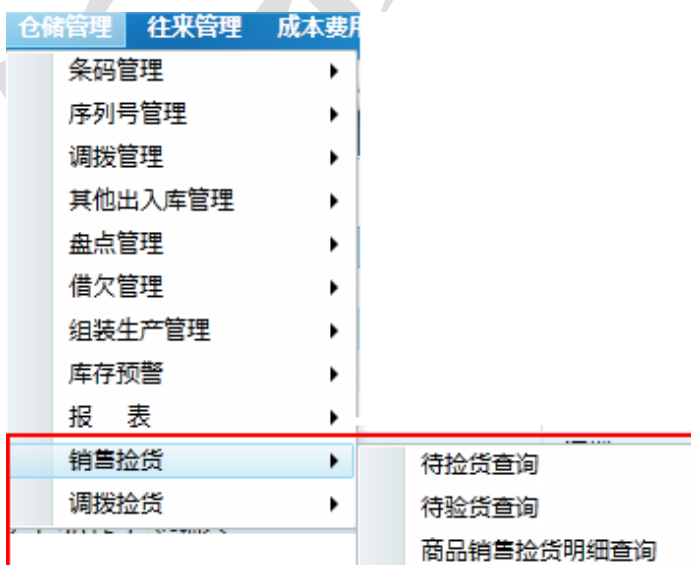 仓储管理 往来管理 成本费用
条码管理
序列号管理
调拨管理
其他出入库管理
盘点管理
借欠管理
组装生产管理
库存预警
报 表
销售捡货
待捡货查询
调拨捡货
待验货查询
商品销售捡货明细查询